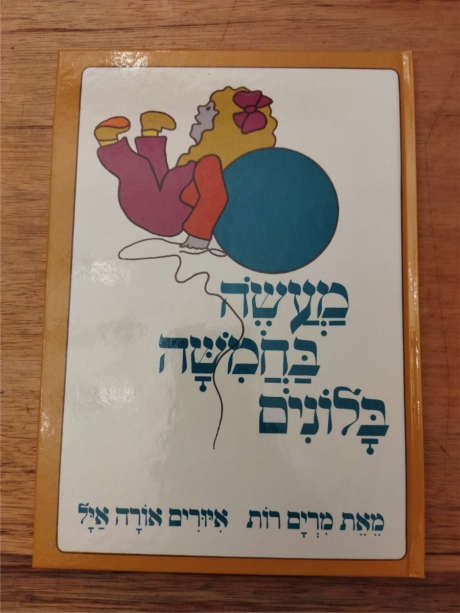 מַעֲשֶׂה
בַּחֲמִשָּׁה
בָּלוֹנִים
מֵאֵת מִרְיָם רוֹת אִיּוּרִים אוֹרָה אַיָּל